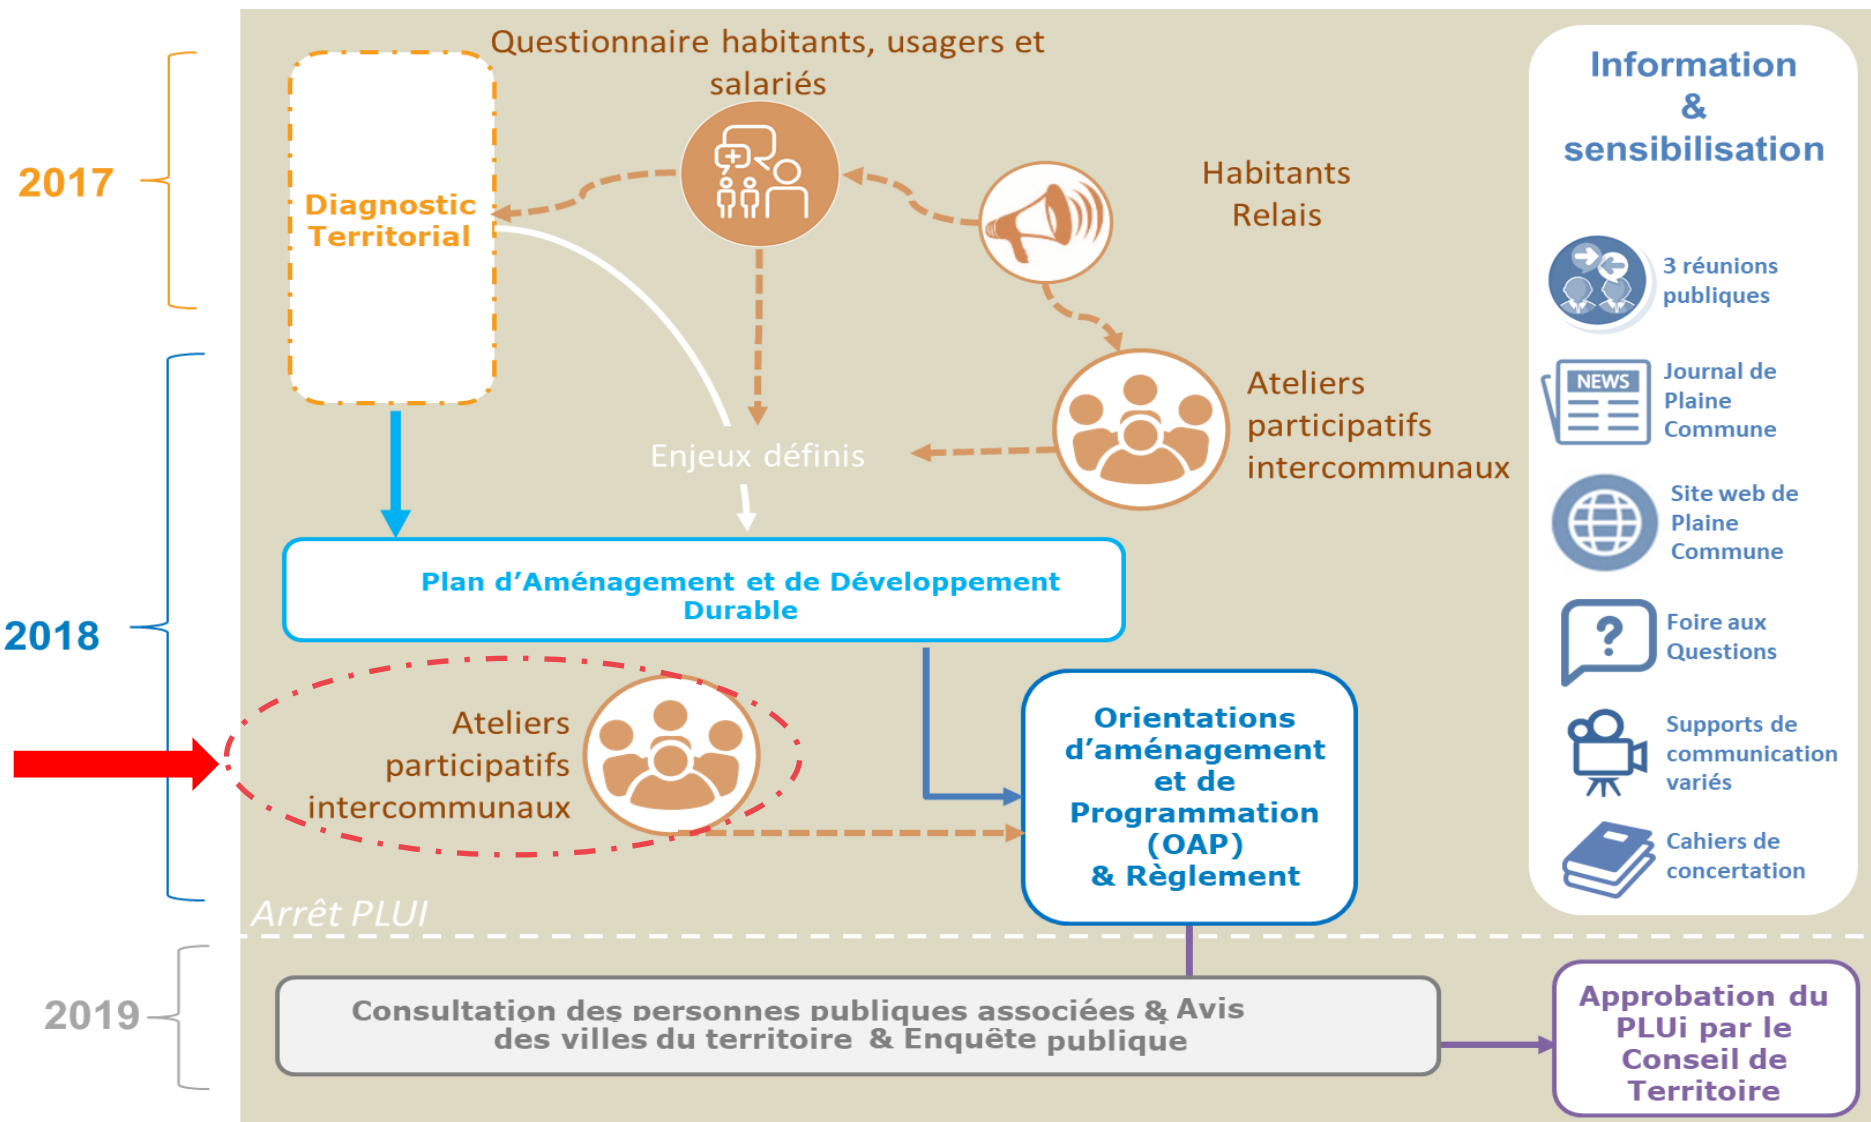 2017
2018
2019
Questionnaire habitants, usagers et
salariés
Diagnostic
Territorial
Habitants
Relais
Ateliers
participatifs
intercommunaux
Enjeux définis
Plan d’Aménagement et de Développement
Durable
Ateliers
participatifs
intercommunaux
Orientations
d’aménagement
et de
Programmation
(OAP)
& Règlement
Arrêt PLUI
Consultation des personnes publiques associées & Avis
des villes du territoire & Enquête publique
Approbation du
PLUi par le
Conseil de
Territoire
Information
&
sensibilisation
3 réunions
publiques
NEWS
Journal de
Plaine
Commune
Site web de
Plaine
Commune
?
Foire aux
Questions
Supports de
communication
variés
Cahiers de
concertation